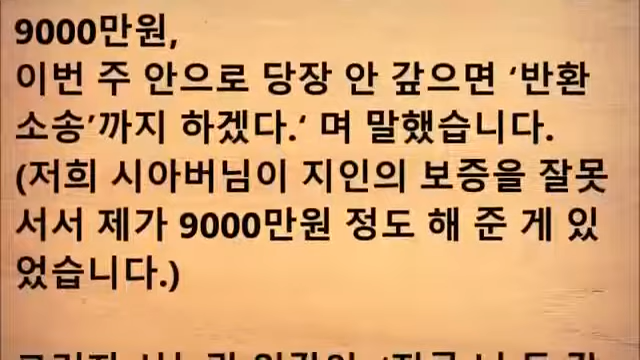 9000만원,
이번 주 안으로 당장 안 갚으면 ‘반환
소송’까지 하겠다.‘ 며 말했습니다.
(저희 시아버님이 지인의 보증을 잘못
서서 제가 9000만원 정도 해 준 게 있
었습니다.)